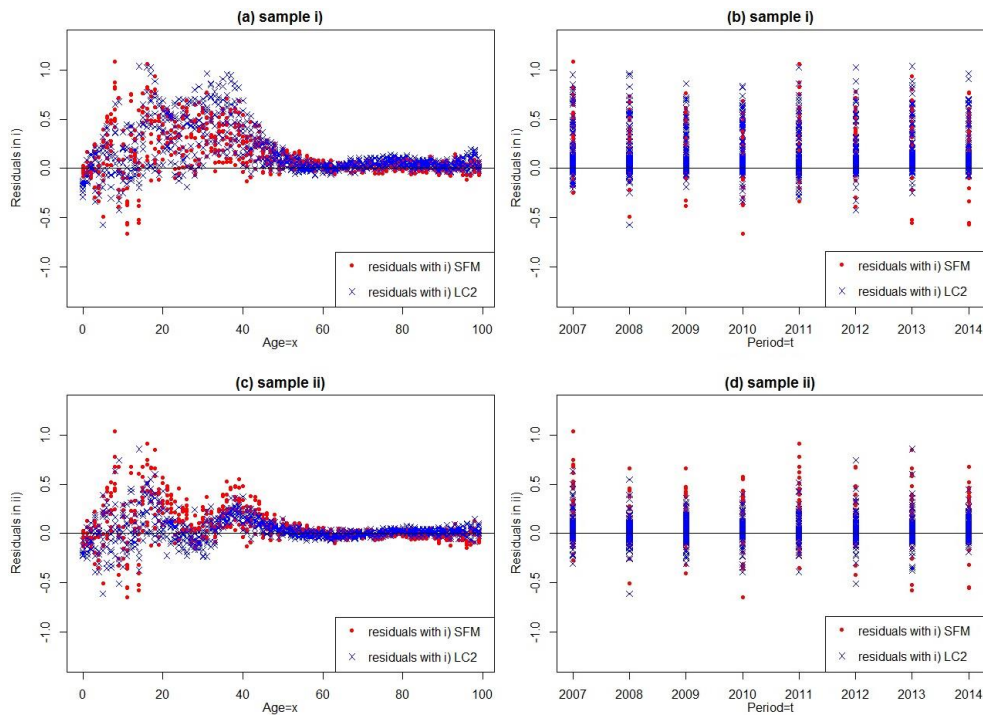 (a) sample i)
Residuals in i)
1.0
0.5
0.0
-0.5
-1.0
residuals with i) SFM
residuals with i) LC2
0 20 40 60 80 100
Age=x
(b) sample i)
Residuals in i)
1.0
0.5
0.0
-0.5
-1.0
residuals with i) SFM
residuals with i) LC2
2007 2008 2009 2010 2011 2012 2013 2014
Period=t
(c) sample ii)
Residuals in ii)
1.0
0.5
0.0
-0.5
-1.0
residuals with i) SFM
residuals with i) LC2
0 20 40 60 80 100
Age=x
(d) sample ii)
Residuals in ii)
1.0
0.5
0.0
-0.5
-1.0
residuals with i) SFM
residuals with i) LC2
2007 2008 2009 2010 2011 2012 2013 2014
Period=t